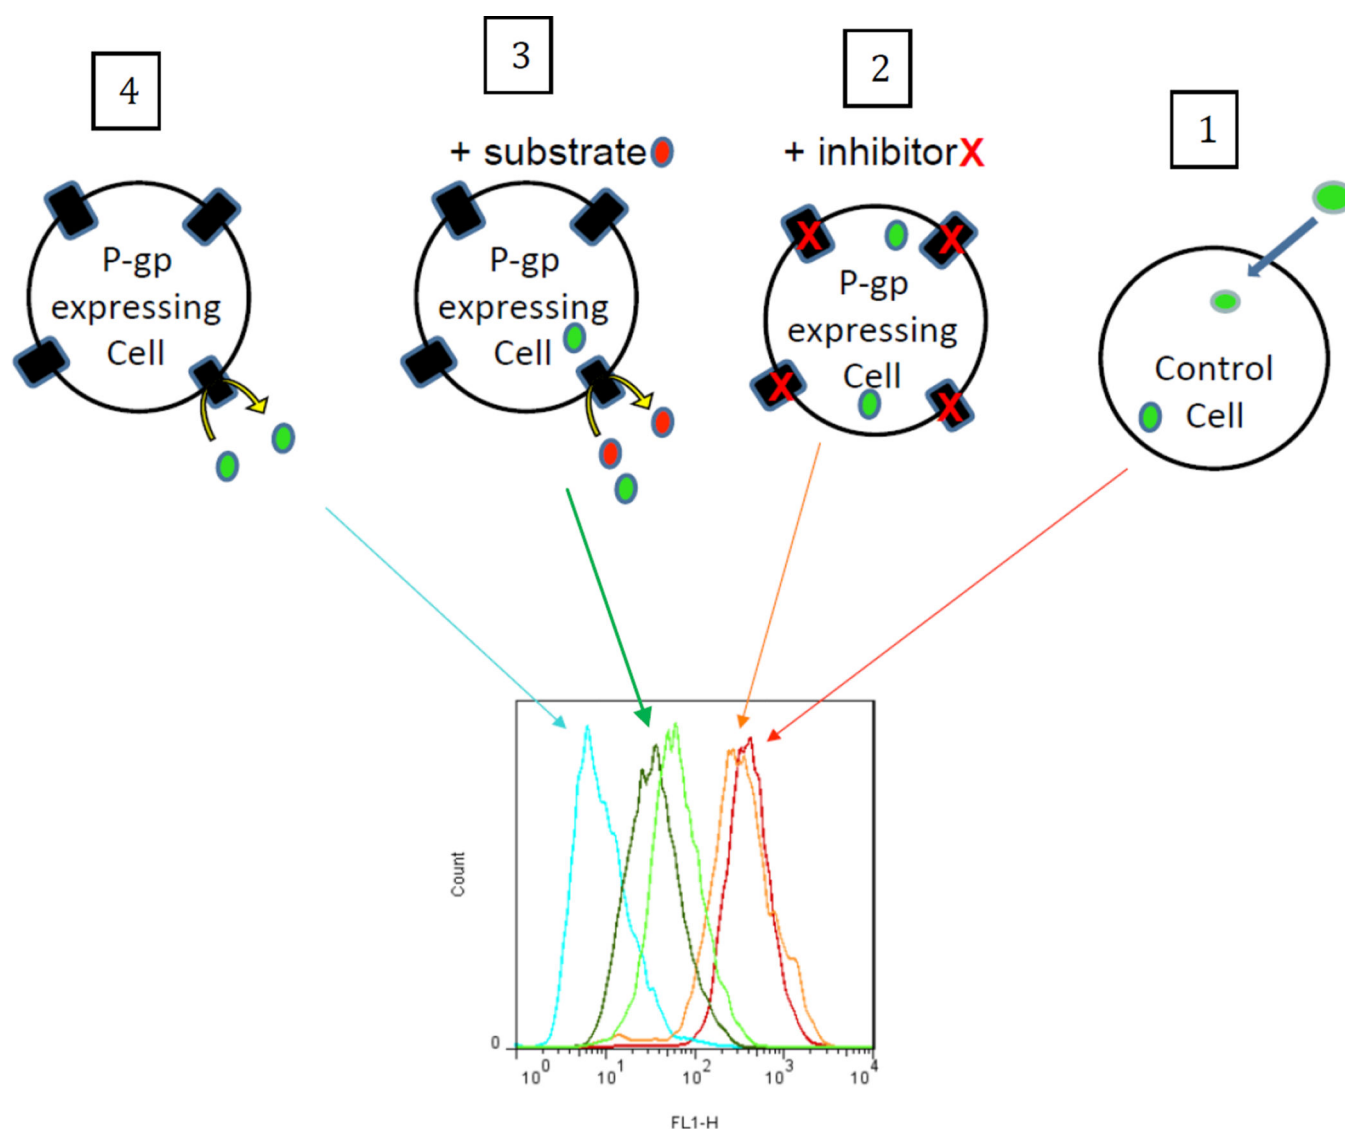 4
3
2
1
+ substrate
+ inhibitorX
P-gp
expressing
Cell
P-gp
expressing
Cell
X
X
P-gp
expressing
Cell
X
X
Control
Cell
Count
0
10^0 10^1 10^2 10^3 10^4
FL1-H